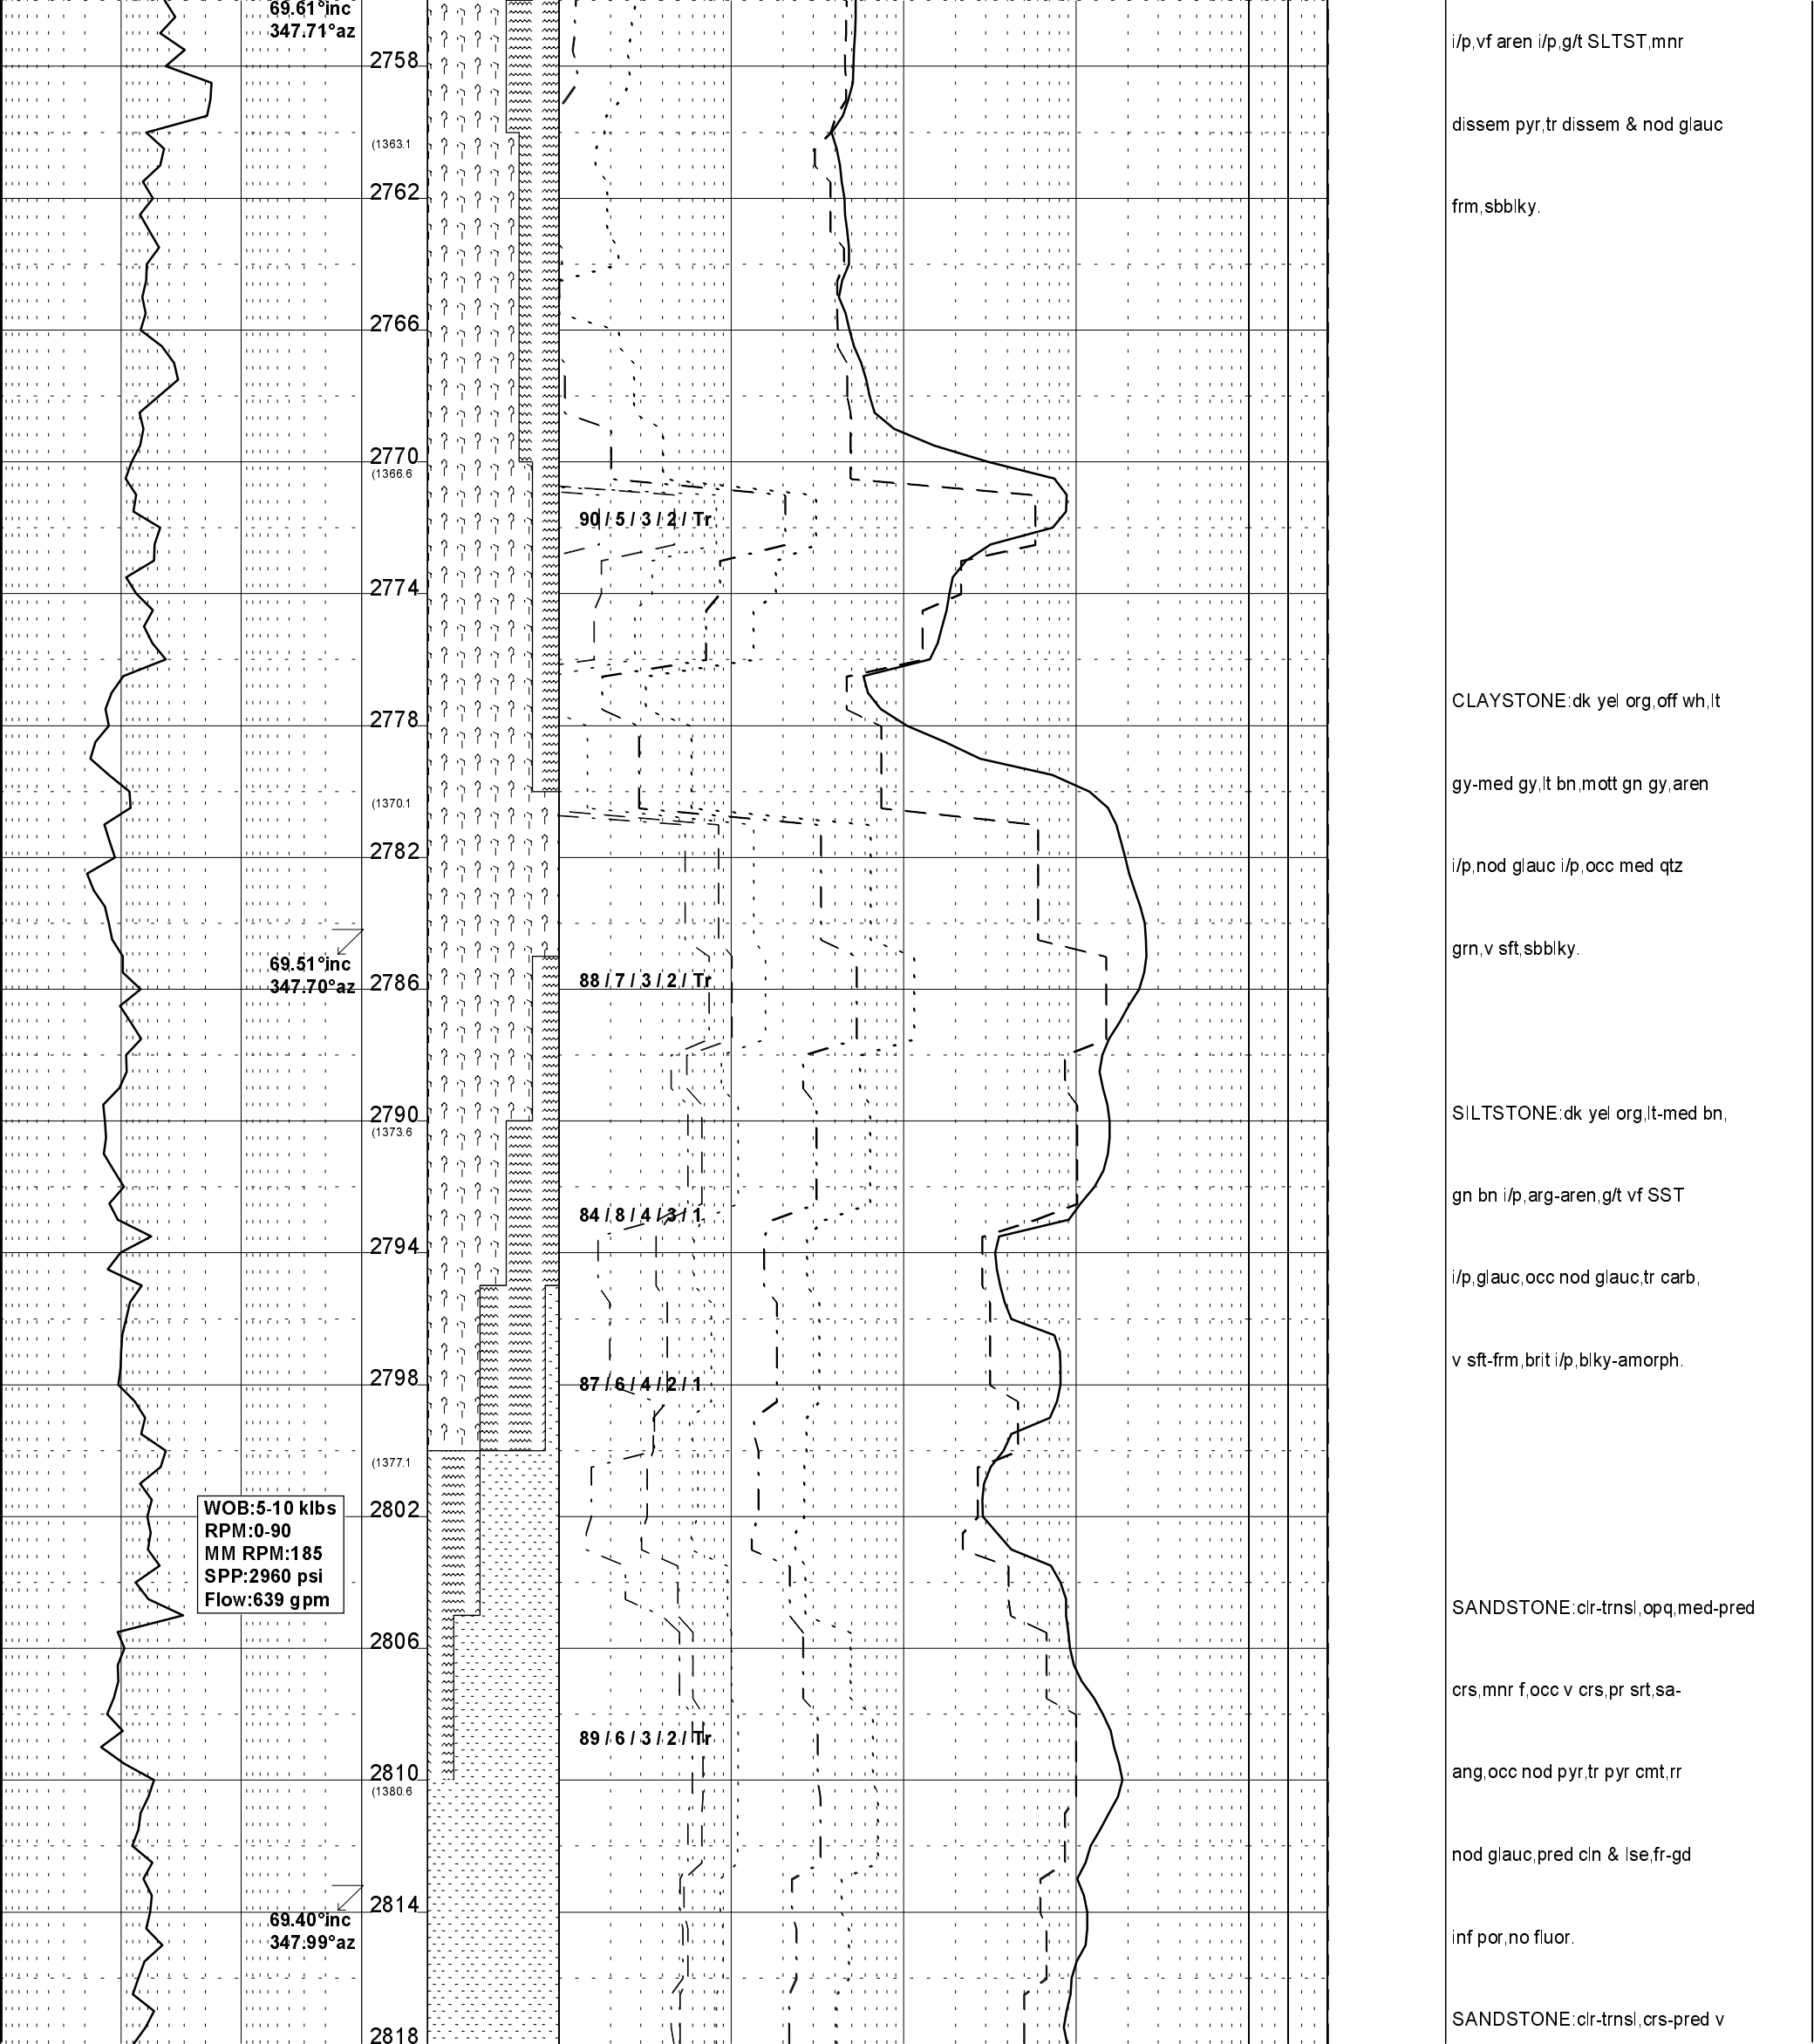 69.61°inc
347.71°az
i/p,vf aren i/p,g/t SLTST,mnr
2758
dissem pyr,tr dissem & nod glauc
(1363.1
2762
frm,sbblky.
2766
2770
(1366.6
90 / 5 / 3 / 2 / Tr
2774
CLAYSTONE:dk yel org,off wh,lt
2778
gy-med gy,lt bn,mott gn gy,aren
(1370.1
2782
i/p,nod glauc i/p,occ med qtz
grn,v sft,sbblky.
69.51°inc
347.70°az
2786
88 / 7 / 3 / 2 / Tr
SILTSTONE:dk yel org,lt-med bn,
2790
(1373.6
gn bn i/p,arg-aren,g/t vf SST
84 / 8 / 4 / 3 / 1
2794
i/p,glauc,occ nod glauc,tr carb,
v sft-frm,brit i/p,blky-amorph.
2798
87 / 6 / 4 / 2 / 1
(1377.1
2802
WOB:5-10 klbs
RPM:0-90
MM RPM:185
SPP:2960 psi
Flow:639 gpm
SANDSTONE:clr-trnsl,opq,med-pred
2806
crs,mnr f,occ v crs,pr srt,sa-
89 / 6 / 3 / 2 / Tr
2810
ang,occ nod pyr,tr pyr cmt,rr
(1380.6
nod glauc,pred cln & lse,fr-gd
2814
69.40°inc
347.99°az
inf por,no fluor.
SANDSTONE:clr-trnsl,crs-pred v
2818